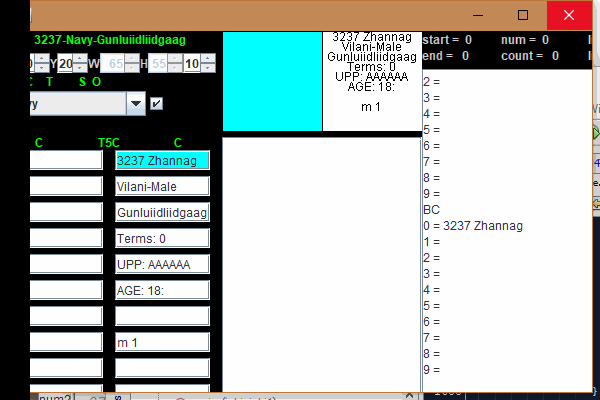 3237-Navy-Gunluiidliidgaag
Y 20 W 65 H 55 10
C T S O
C T5C C
3237 Zhannag
Vilani-Male
Gunluiidliidgaag
Terms: 0
UPP: AAAAAA
AGE: 18:
m 1
3237 Zhannag
Vilani-Male
Gunluiidliidgaag
Terms: 0
UPP: AAAAAA
AGE: 18:
m 1
start = 0 num = 0
end = 0 count = 0
2 =
3 =
4 =
5 =
6 =
7 =
8 =
9 =
BC
0 = 3237 Zhannag
1 =
2 =
3 =
4 =
5 =
6 =
7 =
8 =
9 =